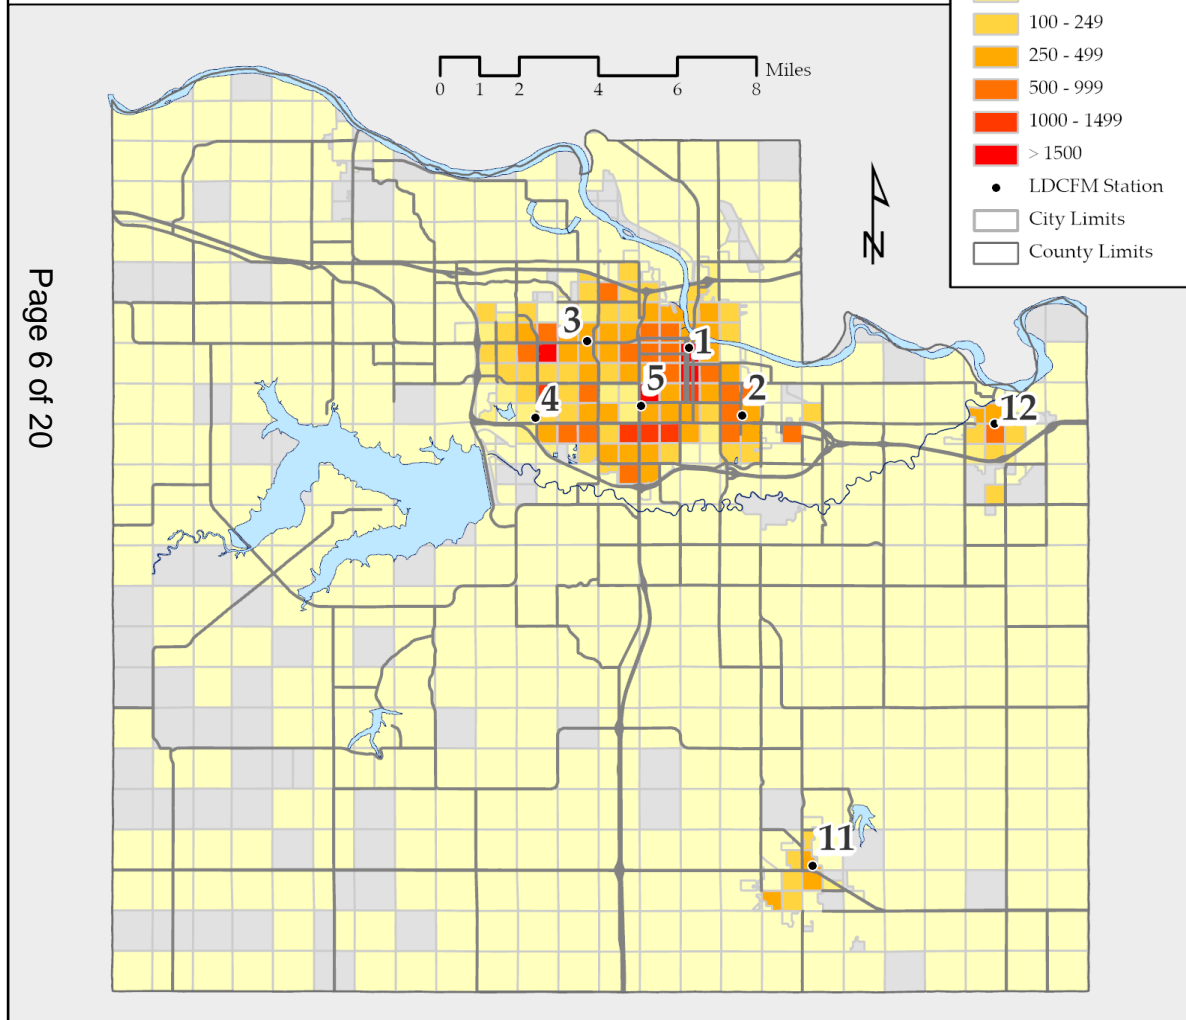 100 - 249
250 - 499
500 - 999
1000 - 1499
> 1500
LDCFM Station
City Limits
County Limits
Miles
0 1 2 4 6 8
N
3
1
5
2
4
12
11
Page 6 of 20